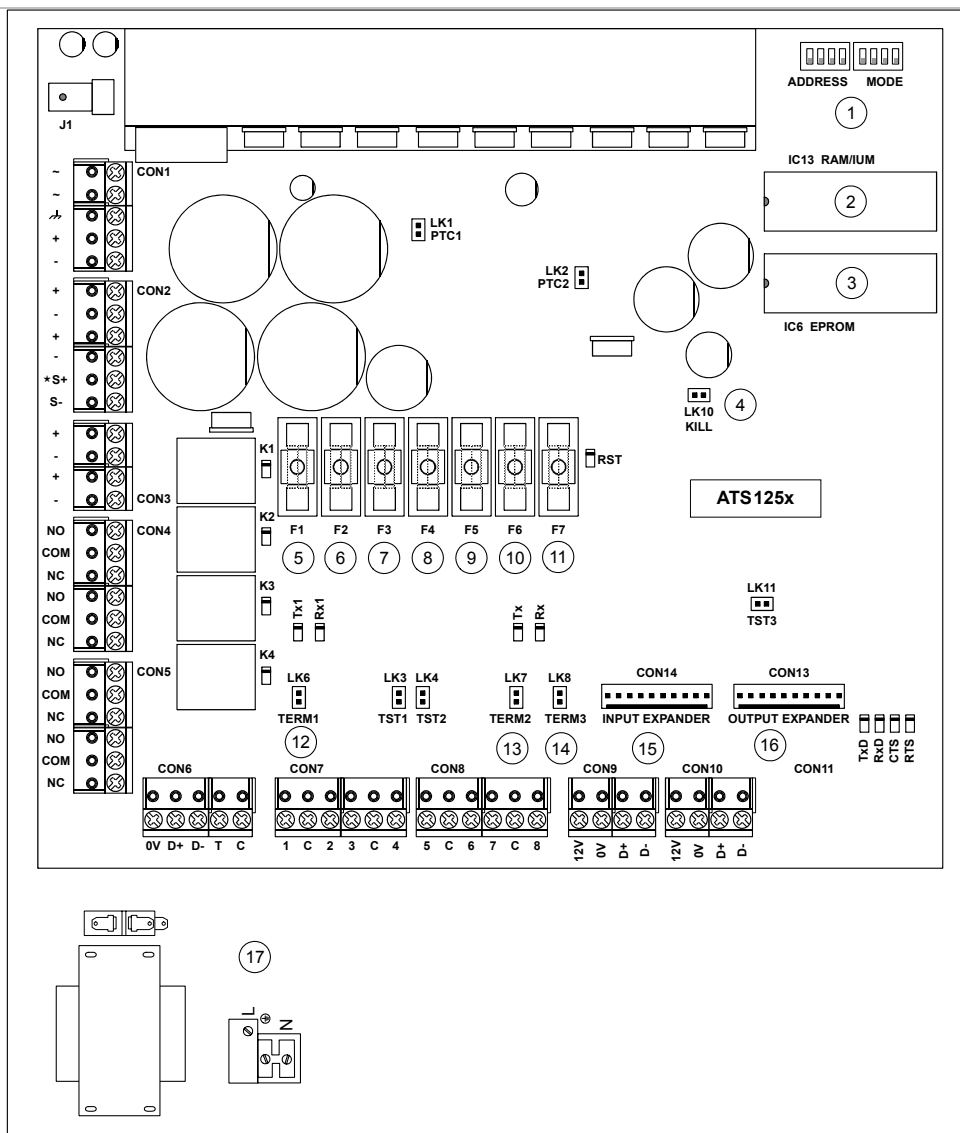 ADDRESS MODE
J1
1
IC13 RAM/IUM
2
IC6 EPROM
3
~ CON1
~
+
-
LK1
PTC1
LK2
PTC2
+ CON2
-
+
-
*S+
S-
LK10
KILL
4
+
-
+
- CON3
K1
RST
ATS125x
NO CON4
COM
NC
NO
COM
NC
K2
K3
K4
F1 F2 F3 F4 F5 F6 F7
5 6 7 8 9 10 11
Tx1 Rx1 Tx Rx
LK11
TST3
NO CON5
COM
NC
NO
COM
NC
LK6 LK3 LK4 LK7 LK8 CON14 CON13
TERM1 TST1 TST2 TERM2 TERM3 INPUT EXPANDER OUTPUT EXPANDER
12 13 14 15 16
TxD RxD CTS RTS
CON6 CON7 CON8 CON9 CON10 CON11
0V D+ D- T C 1 C 2 3 C 4 5 C 6 7 C 8 12V 0V D+ D- 12V 0V D+ D-
17
L N